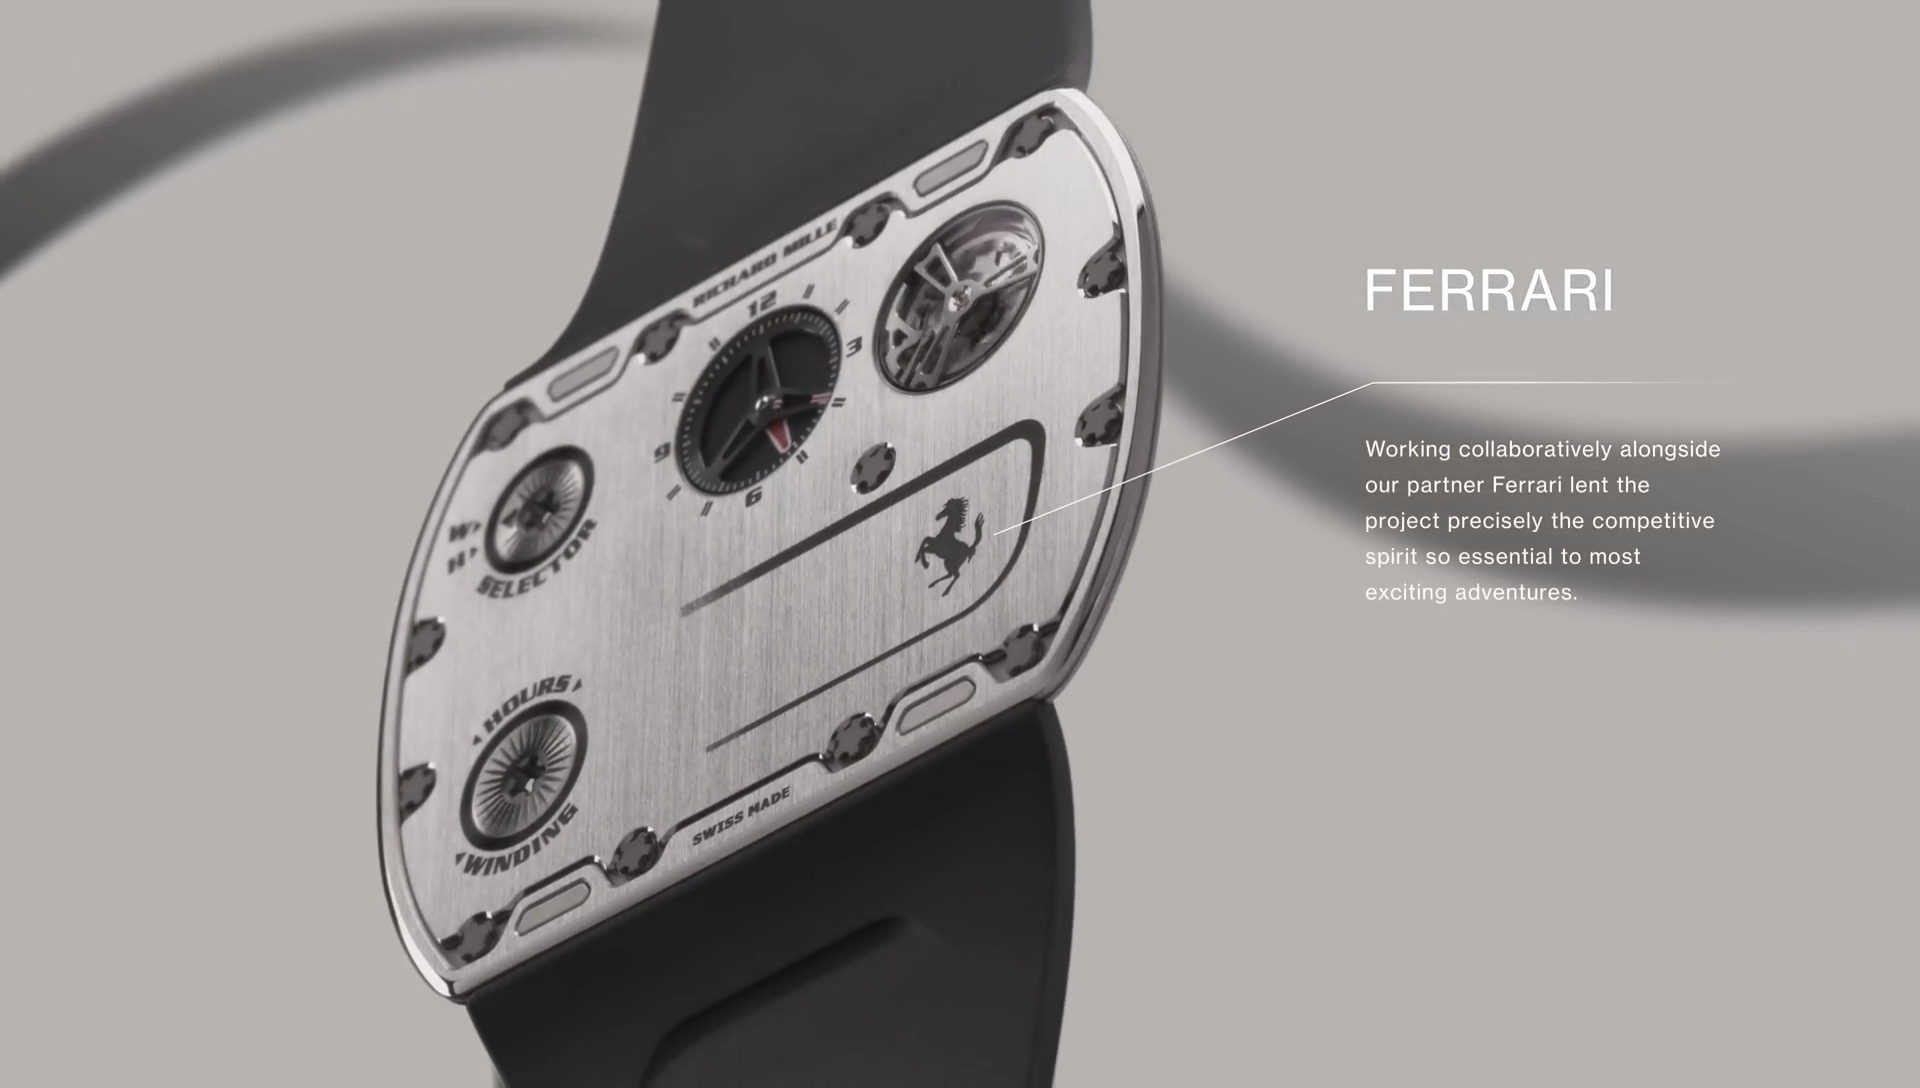 RICHARD MILLE
12
3
9
6
W
H
SELECTOR
HOURS
WINDING
SWISS MADE
FERRARI
Working collaboratively alongside
our partner Ferrari lent the
project precisely the competitive
spirit so essential to most
exciting adventures.